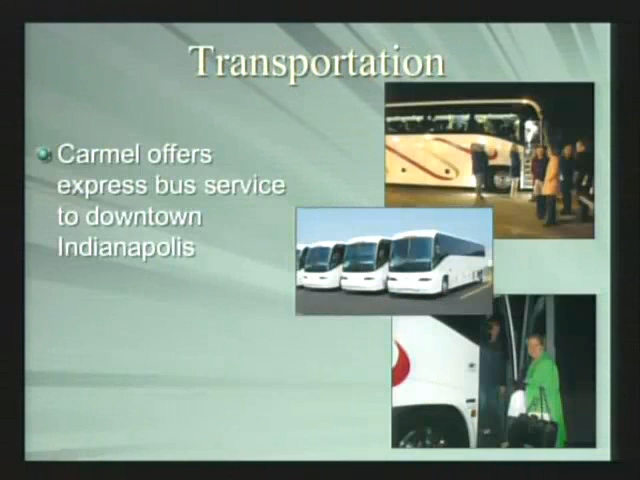 Transportation
Carmel offers
express bus service
to downtown
Indianapolis